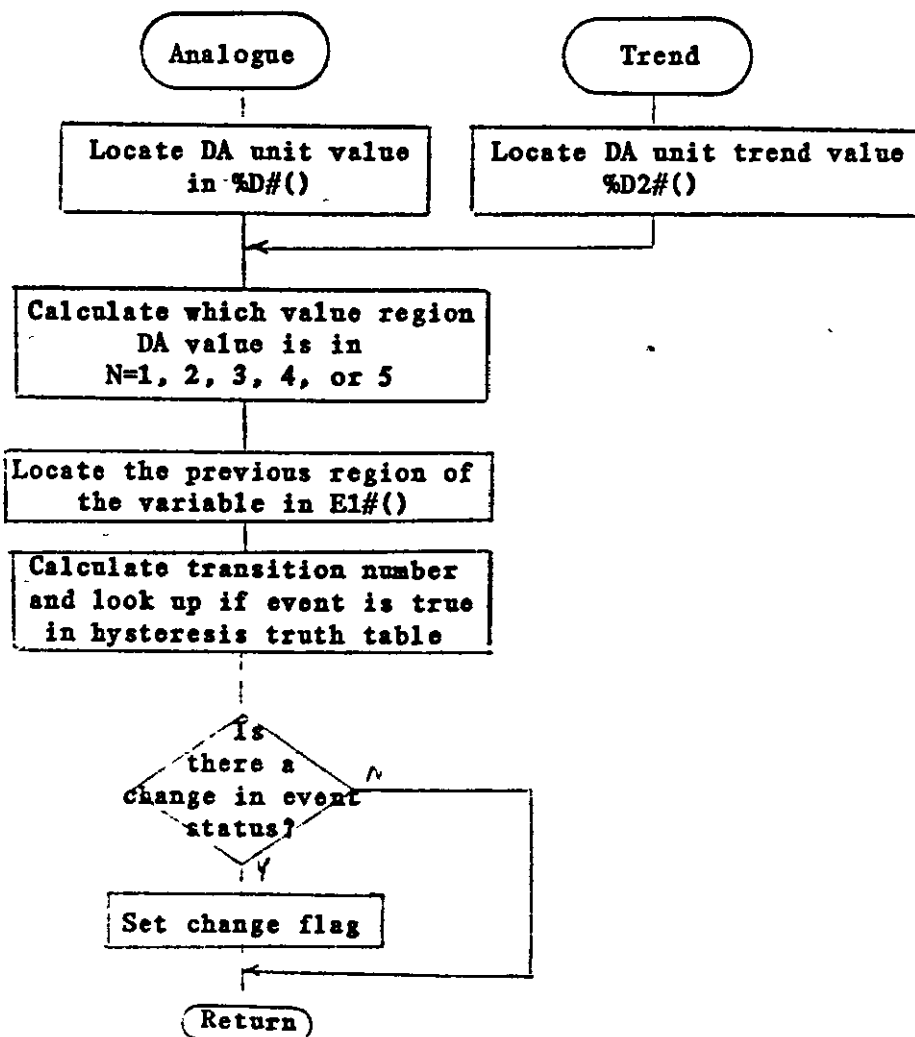 Analogue
Trend
Locate DA unit value
in %D#()
Locate DA unit trend value
%D2#()
Calculate which value region
DA value is in
N=1, 2, 3, 4, or 5
Locate the previous region of
the variable in E1#()
Calculate transition number
and look up if event is true
in hysteresis truth table
Is
there a
change in event
status?
N
Y
Set change flag
Return